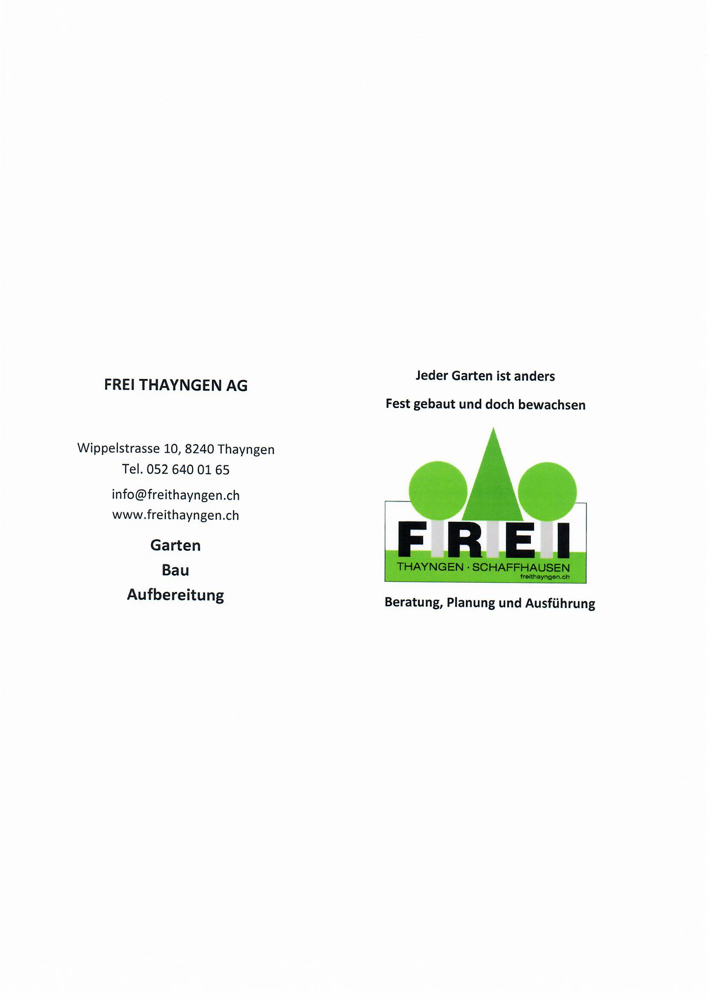 FREI THAYNGEN AG
Wippelstrasse 10, 8240 Thayngen
Tel. 052 640 01 65
info@freithayngen.ch
www.freithayngen.ch
Garten
Bau
Aufbereitung
Jeder Garten ist anders
Fest gebaut und doch bewachsen
FREI
THAYNGEN · SCHAFFHAUSEN
freithayngen.ch
Beratung, Planung und Ausführung